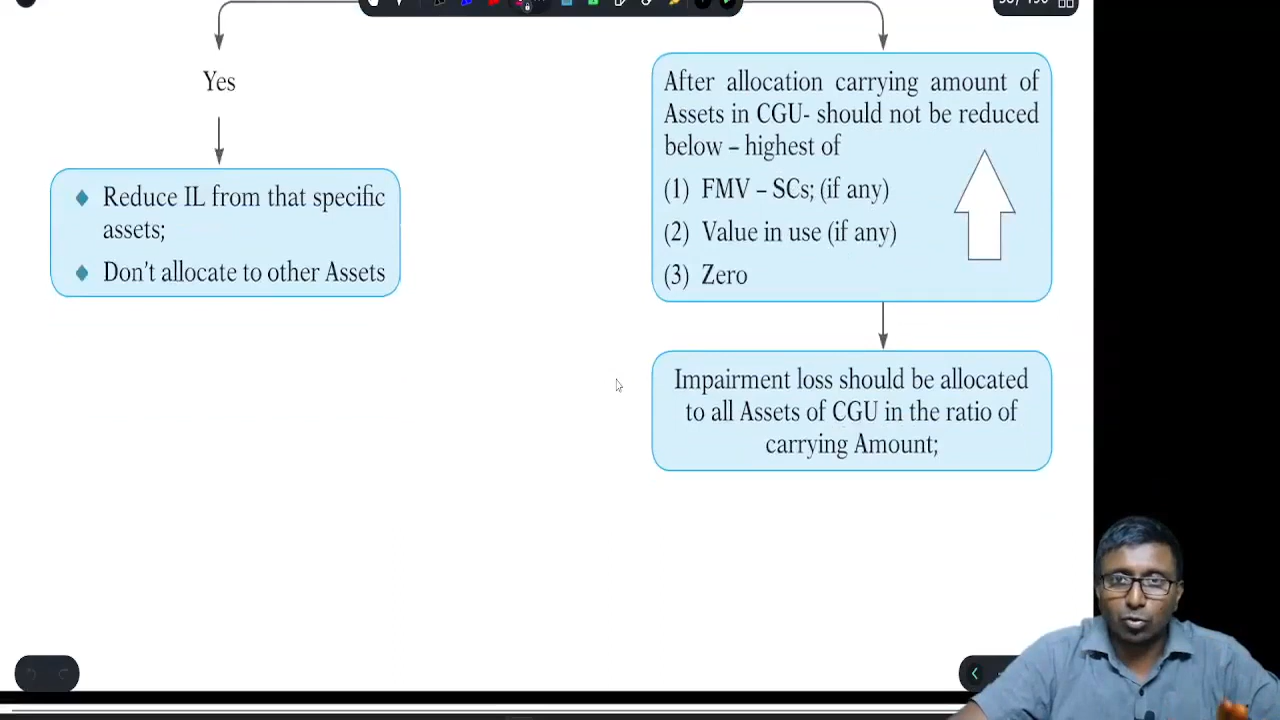 Yes
Reduce IL from that specific
assets;
Don't allocate to other Assets
After allocation carrying amount of
Assets in CGU- should not be reduced
below – highest of
(1) FMV – SCs; (if any)
(2) Value in use (if any)
(3) Zero
Impairment loss should be allocated
to all Assets of CGU in the ratio of
carrying Amount;